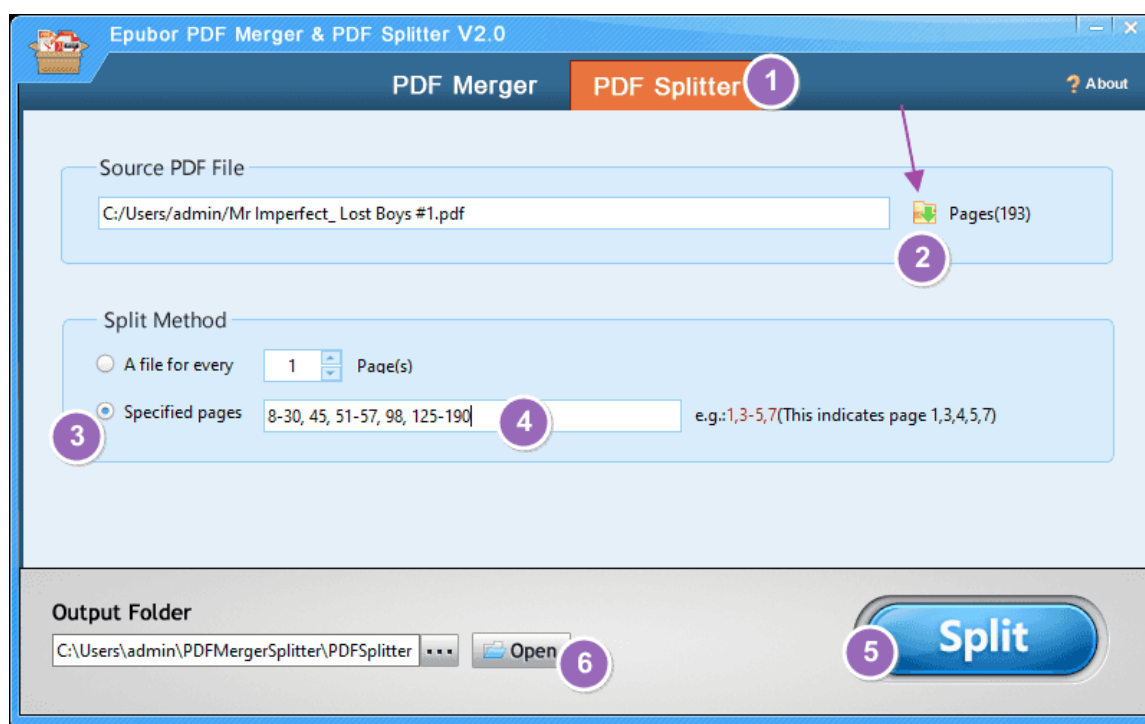 Epubor PDF Merger & PDF Splitter V2.0
PDF Merger
PDF Splitter
1
? About
Source PDF File
C:/Users/admin/Mr Imperfect_ Lost Boys #1.pdf
Pages(193)
2
Split Method
A file for every 1 Page(s)
3
Specified pages 8-30, 45, 51-57, 98, 125-190 4 e.g.:1,3-5,7(This indicates page 1,3,4,5,7)
Output Folder
C:\Users\admin\PDFMergerSplitter\PDFSplitter ... Open 6
5 Split